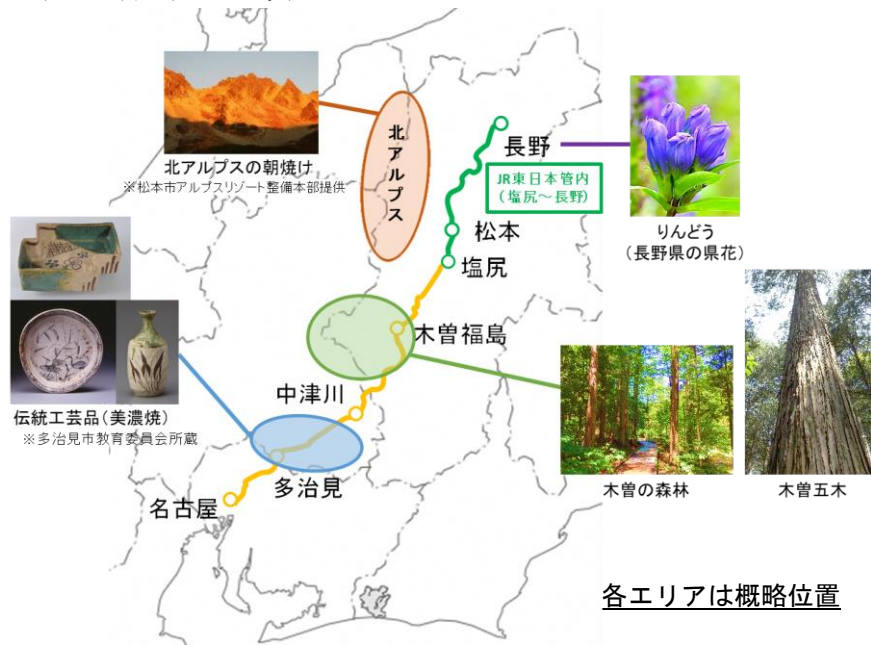 北アルプスの朝焼け
※松本市アルプスリゾート整備本部提供
北アルプス
長野
JR東日本管内
(塩尻～長野)
りんどう
(長野県の県花)
松本
塩尻
木曽福島
中津川
伝統工芸品(美濃焼)
※多治見市教育委員会所蔵
多治見
名古屋
木曽の森林
木曽五木
各エリアは概略位置